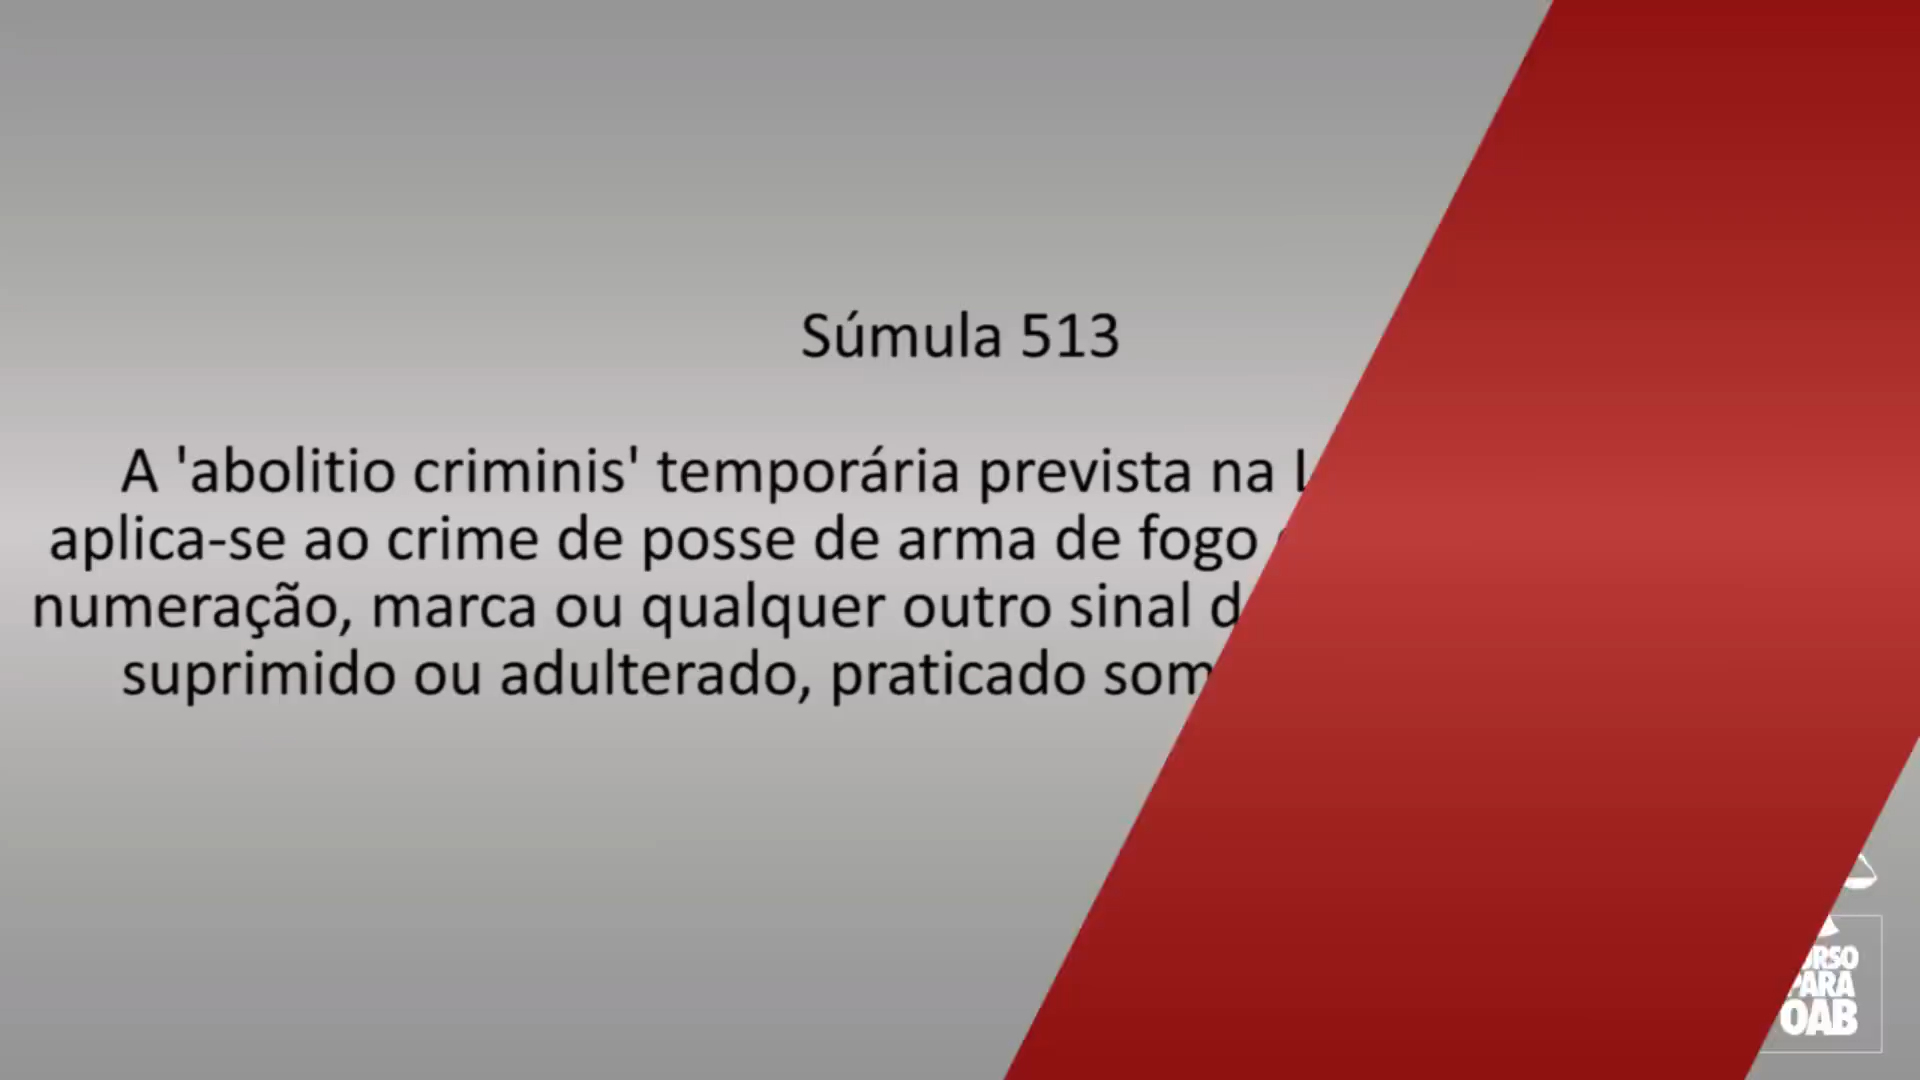 Súmula 513
A 'abolitio criminis' temporária prevista na
aplica-se ao crime de posse de arma de fogo
numeração, marca ou qualquer outro sinal
suprimido ou adulterado, praticado
PARA
OAB